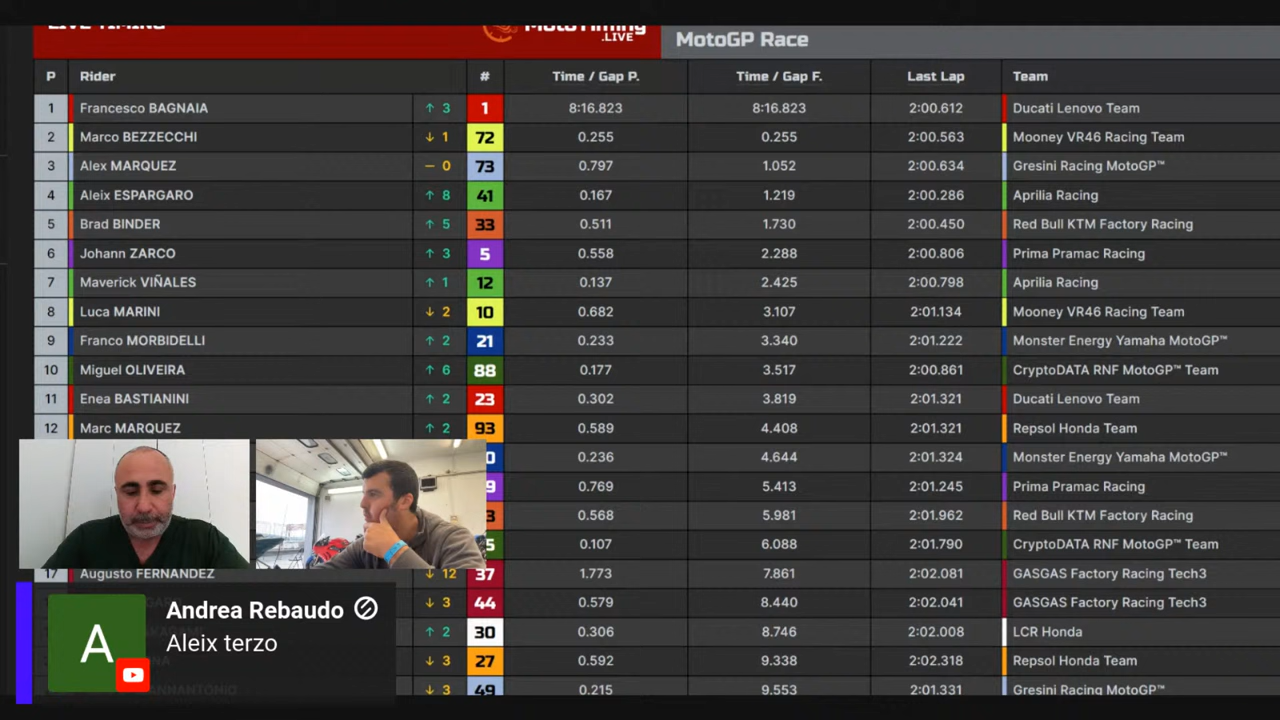 LIVE TIMING
MotoTiming
.LIVE
MotoGP Race
P Rider # Time / Gap P. Time / Gap F. Last Lap Team
1 Francesco BAGNAIA ↑ 3 1 8:16.823 8:16.823 2:00.612 Ducati Lenovo Team
2 Marco BEZZECCHI ↓ 1 72 0.255 0.255 2:00.563 Mooney VR46 Racing Team
3 Alex MARQUEZ – 0 73 0.797 1.052 2:00.634 Gresini Racing MotoGP™
4 Aleix ESPARGARO ↑ 8 41 0.167 1.219 2:00.286 Aprilia Racing
5 Brad BINDER ↑ 5 33 0.511 1.730 2:00.450 Red Bull KTM Factory Racing
6 Johann ZARCO ↑ 3 5 0.558 2.288 2:00.806 Prima Pramac Racing
7 Maverick VIÑALES ↑ 1 12 0.137 2.425 2:00.798 Aprilia Racing
8 Luca MARINI ↓ 2 10 0.682 3.107 2:01.134 Mooney VR46 Racing Team
9 Franco MORBIDELLI ↑ 2 21 0.233 3.340 2:01.222 Monster Energy Yamaha MotoGP™
10 Miguel OLIVEIRA ↑ 6 88 0.177 3.517 2:00.861 CryptoDATA RNF MotoGP™ Team
11 Enea BASTIANINI ↑ 2 23 0.302 3.819 2:01.321 Ducati Lenovo Team
12 Marc MARQUEZ ↑ 2 93 0.589 4.408 2:01.321 Repsol Honda Team
0 0.236 4.644 2:01.324 Monster Energy Yamaha MotoGP™
9 0.769 5.413 2:01.245 Prima Pramac Racing
3 0.568 5.981 2:01.962 Red Bull KTM Factory Racing
5 0.107 6.088 2:01.790 CryptoDATA RNF MotoGP™ Team
17 Augusto FERNANDEZ ↓ 12 37 1.773 7.861 2:02.081 GASGAS Factory Racing Tech3
↓ 3 44 0.579 8.440 2:02.041 GASGAS Factory Racing Tech3
↑ 2 30 0.306 8.746 2:02.008 LCR Honda
↓ 3 27 0.592 9.338 2:02.318 Repsol Honda Team
↓ 3 49 0.215 9.553 2:01.331 Gresini Racing MotoGP™
A
Andrea Rebaudo
Aleix terzo